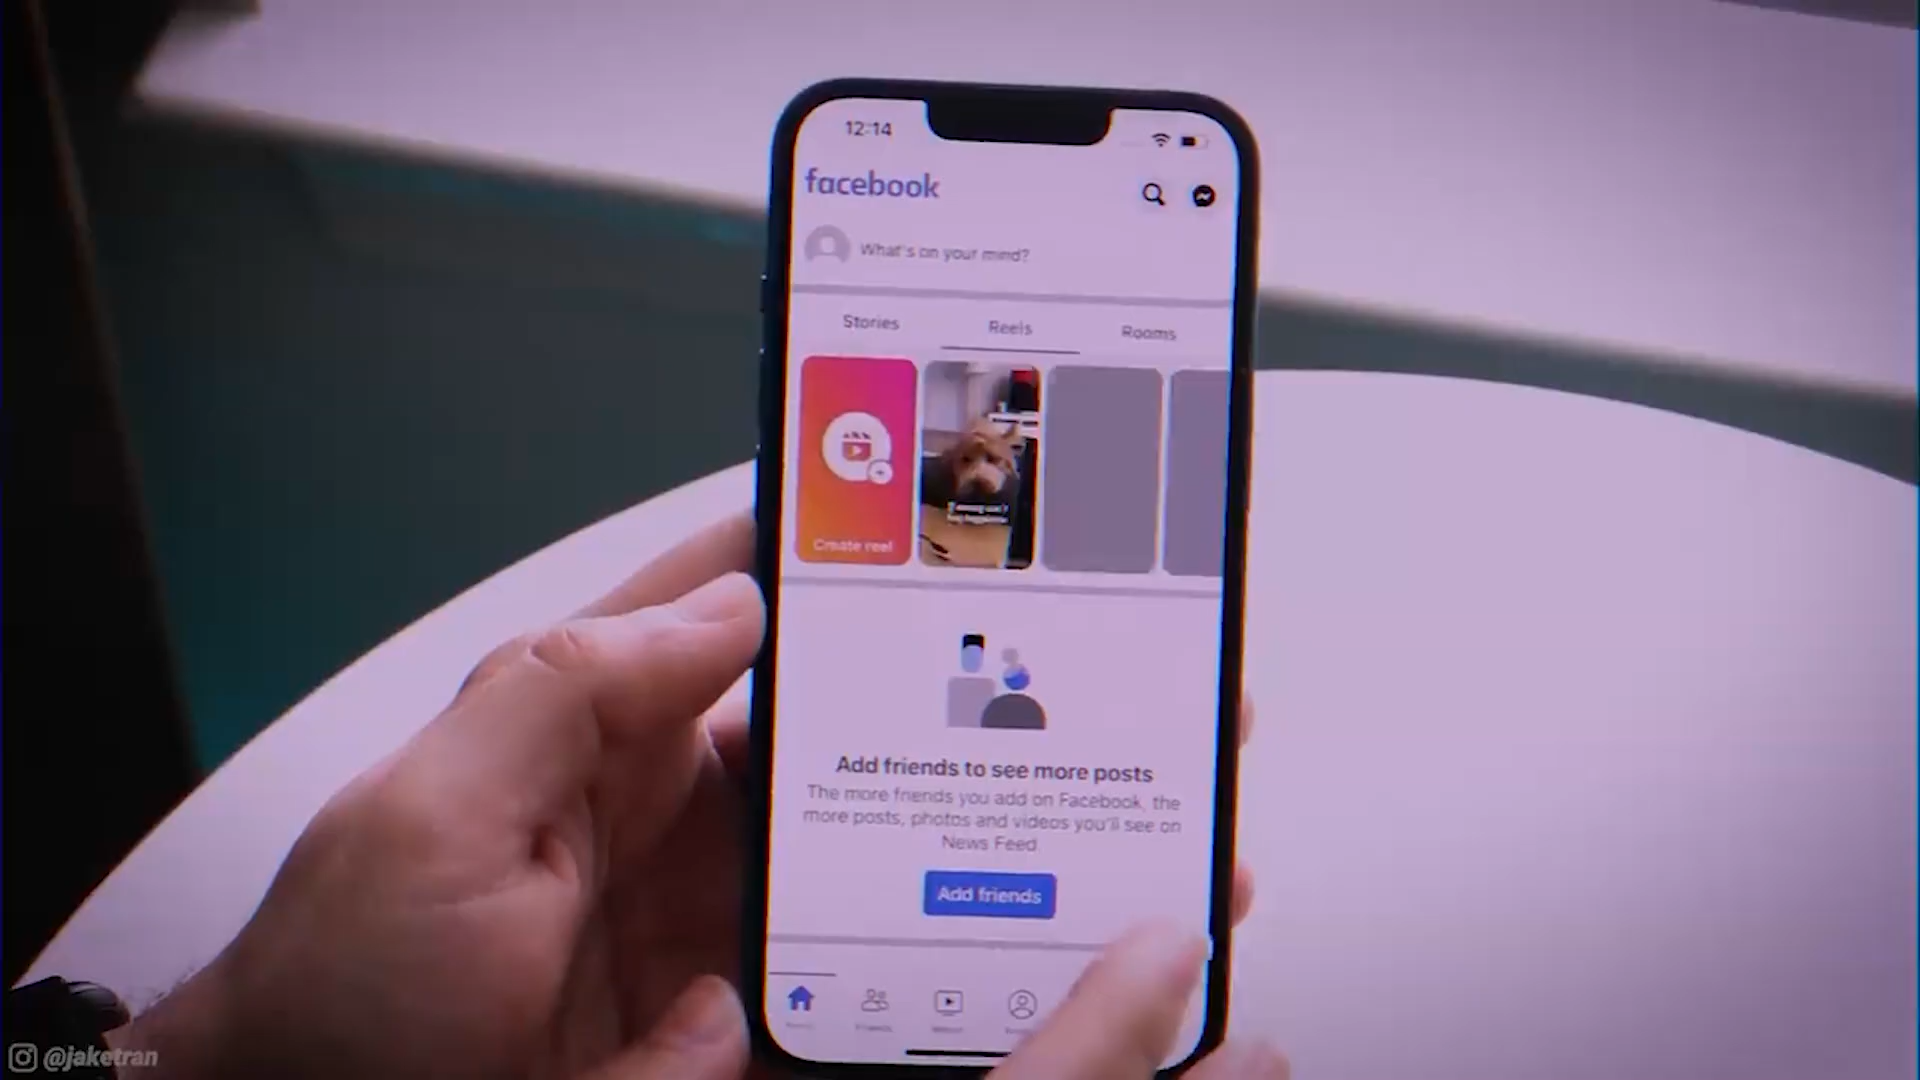 12:14
facebook
What's on your mind?
Stories
Reels
Rooms
Create reel
Add friends to see more posts
The more friends you add on Facebook, the
more posts, photos and videos you'll see on
News Feed
Add friends
@jaketran